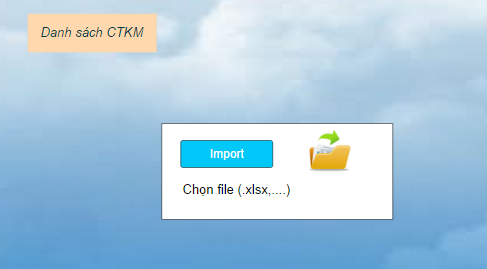 Danh sách CTKM
Import
Chọn file (.xlsx,....)